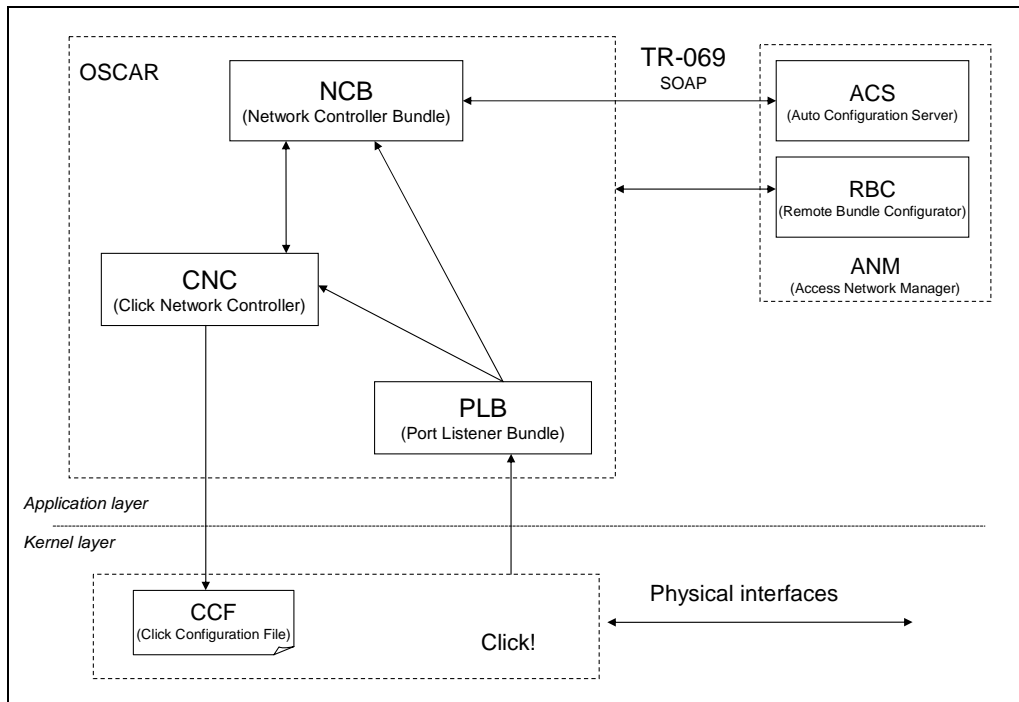 OSCAR
NCB
(Network Controller Bundle)
TR-069
SOAP
ACS
(Auto Configuration Server)
RBC
(Remote Bundle Configurator)
ANM
(Access Network Manager)
CNC
(Click Network Controller)
PLB
(Port Listener Bundle)
Application layer
Kernel layer
CCF
(Click Configuration File)
Click!
Physical interfaces